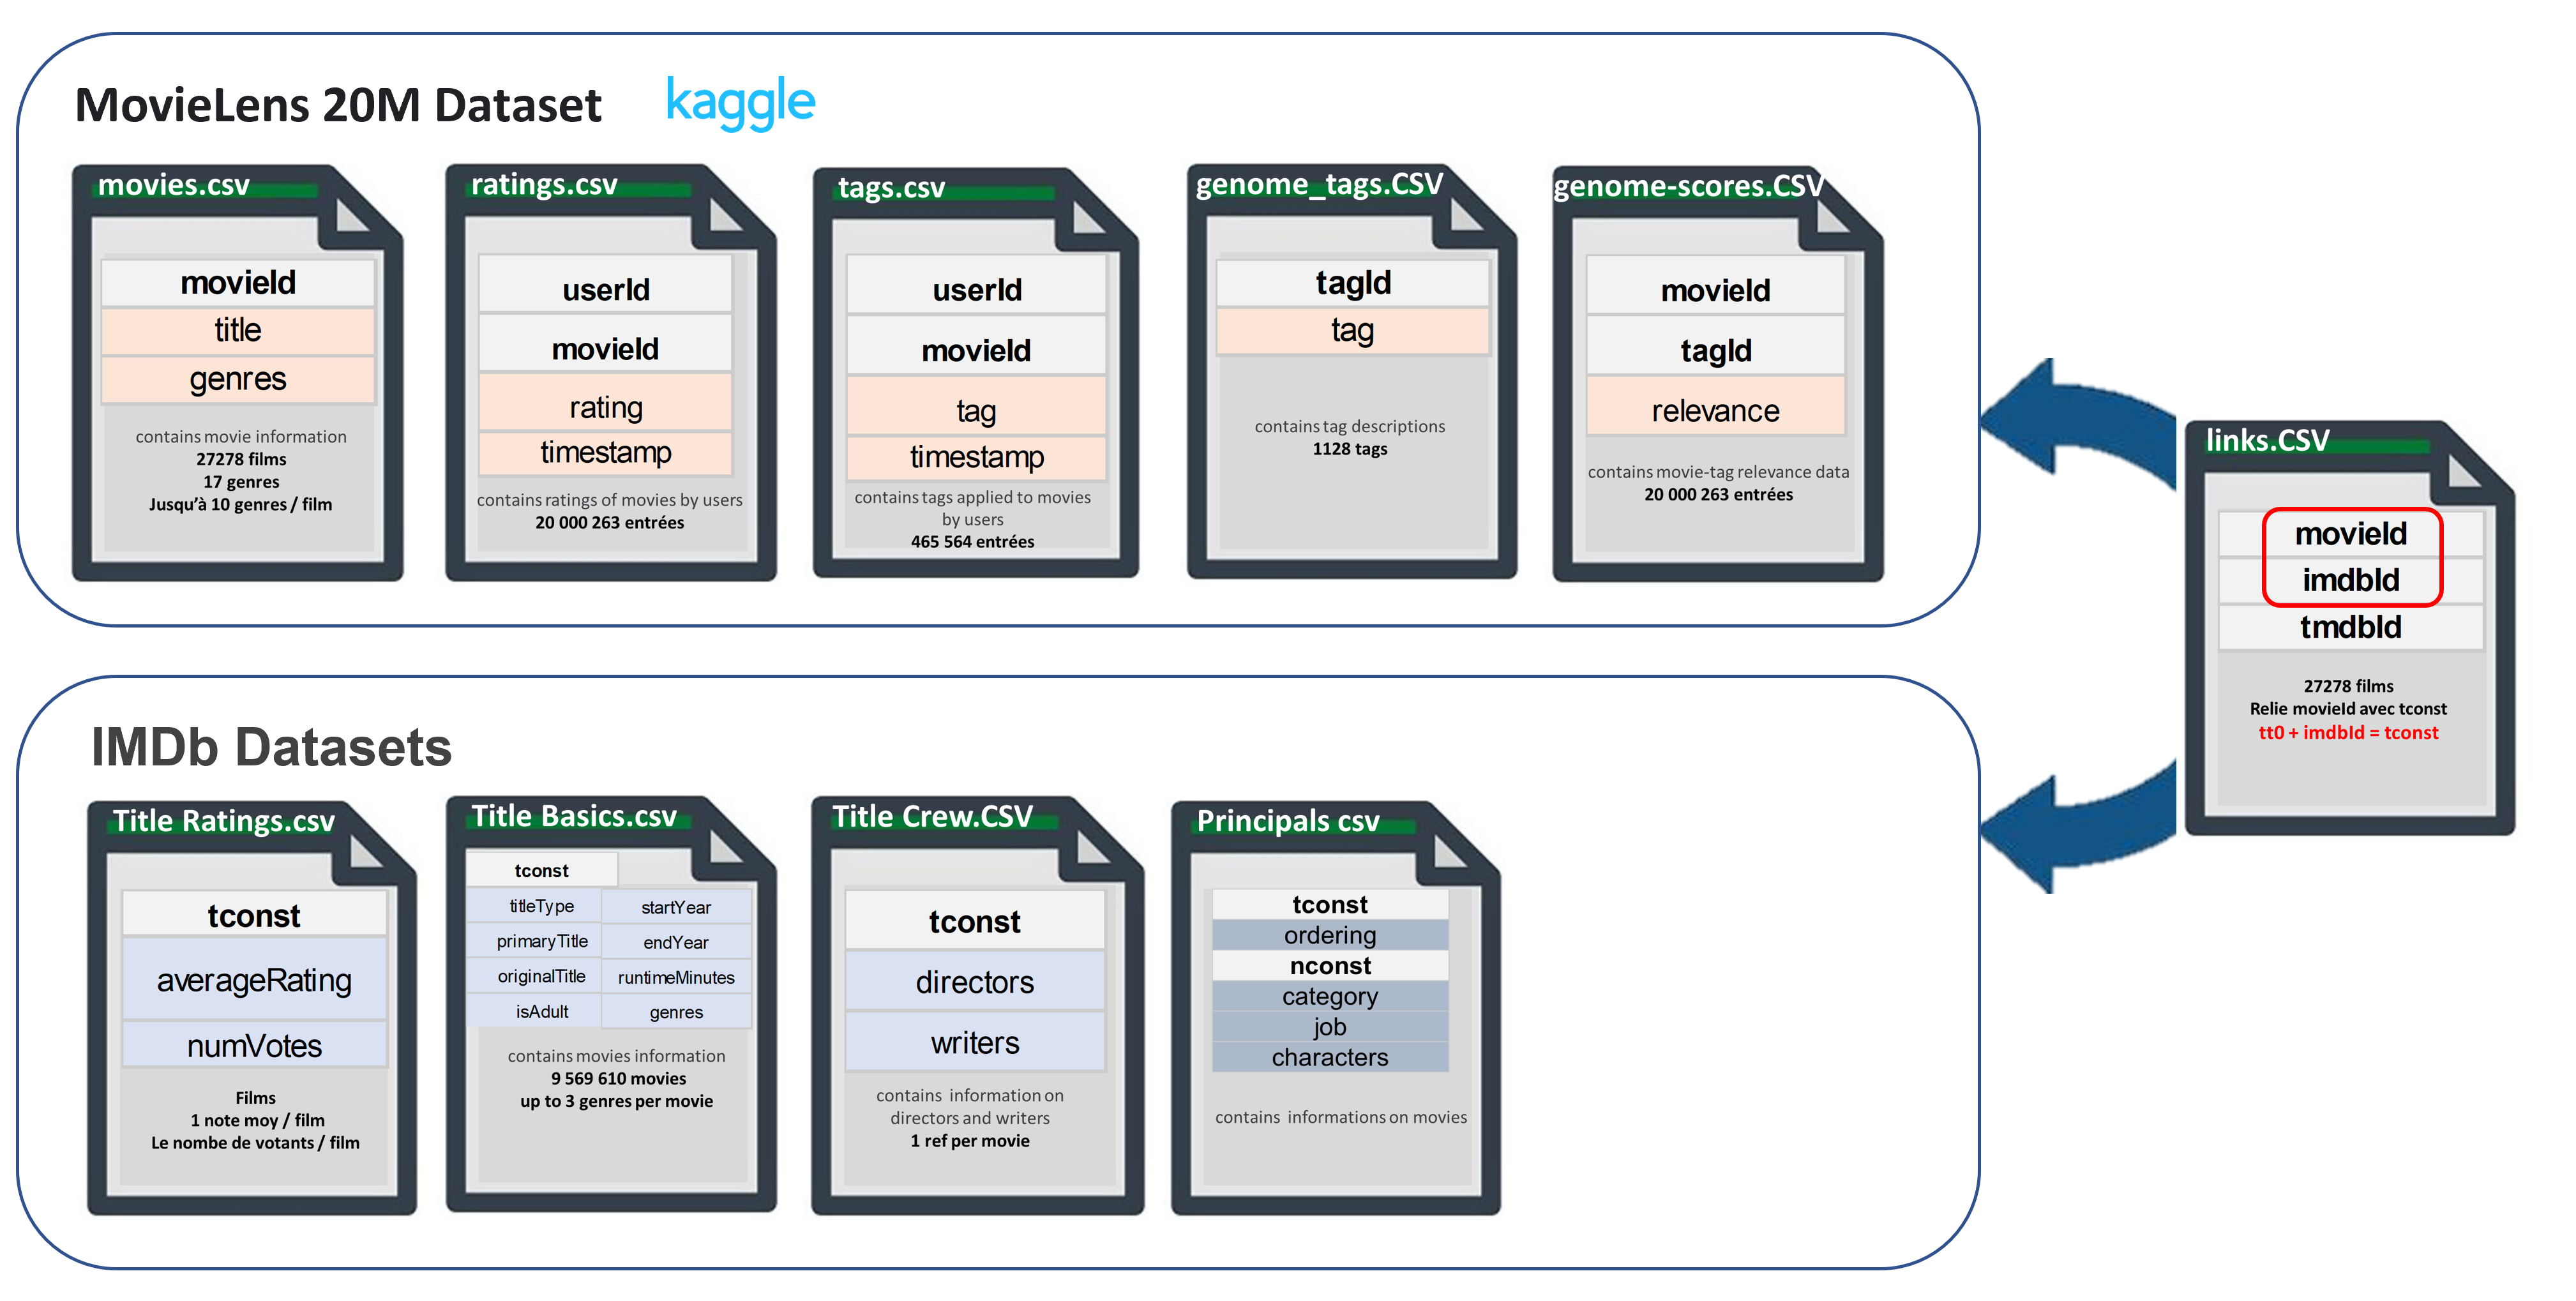 MovieLens 20M Dataset
kaggle
movies.csv
movieId
title
genres
contains movie information
27278 films
17 genres
Jusqu'à 10 genres / film
ratings.csv
userId
movieId
rating
timestamp
contains ratings of movies by users
20 000 263 entrées
tags.csv
userId
movieId
tag
timestamp
contains tags applied to movies
by users
465 564 entrées
genome_tags.CSV
tagId
tag
contains tag descriptions
1128 tags
genome-scores.CSV
movieId
tagId
relevance
contains movie-tag relevance data
20 000 263 entrées
links.CSV
movieId
imdbId
tmdbId
27278 films
Relie movieId avec tconst
tt0 + imdbId = tconst
IMDb Datasets
Title Ratings.csv
tconst
averageRating
numVotes
Films
1 note moy / film
Le nombe de votants / film
Title Basics.csv
tconst
titleType startYear
primaryTitle endYear
originalTitle runtimeMinutes
isAdult genres
contains movies information
9 569 610 movies
up to 3 genres per movie
Title Crew.CSV
tconst
directors
writers
contains information on
directors and writers
1 ref per movie
Principals csv
tconst
ordering
nconst
category
job
characters
contains informations on movies